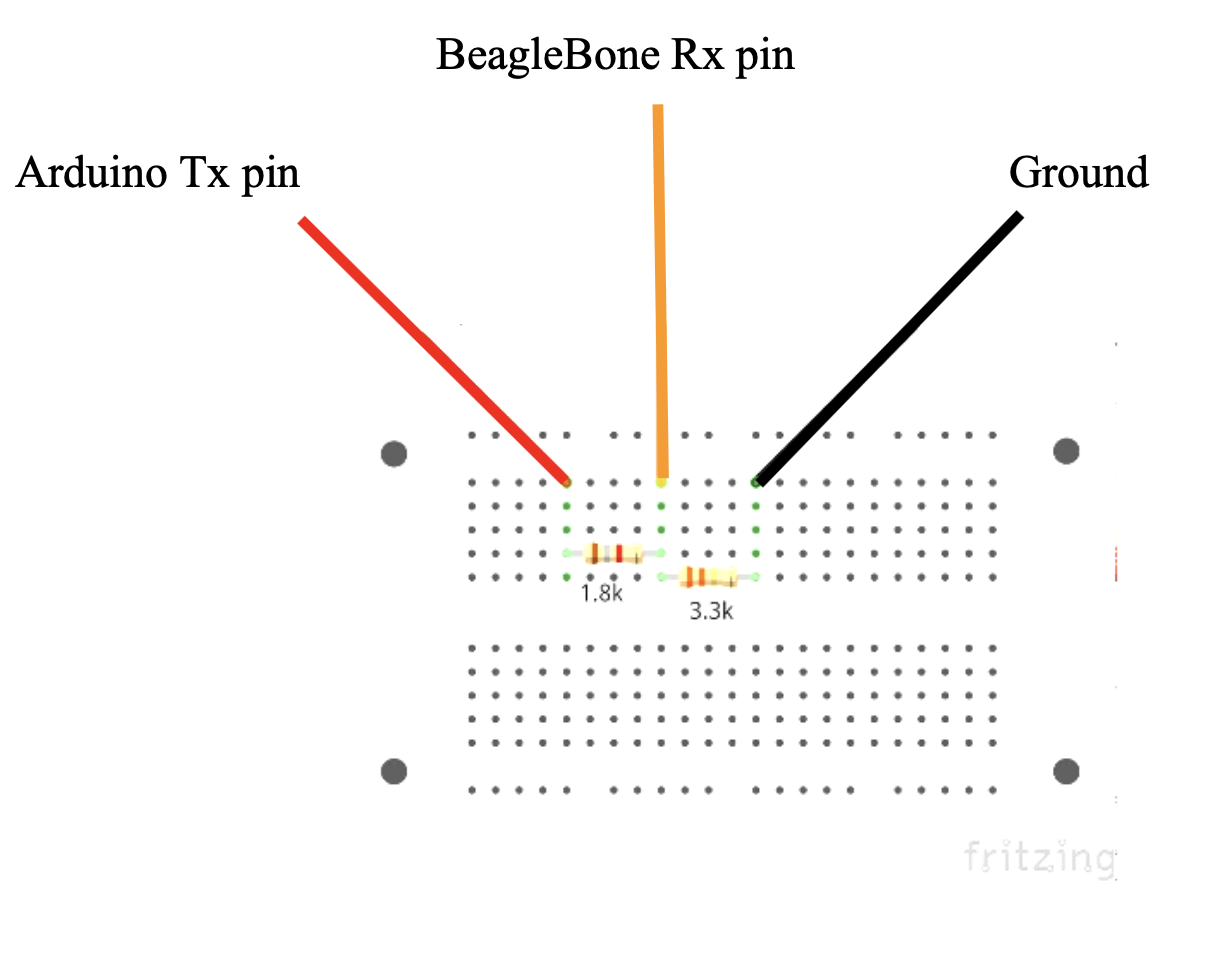 BeagleBone Rx pin
Arduino Tx pin
Ground
1.8k
3.3k
fritzing